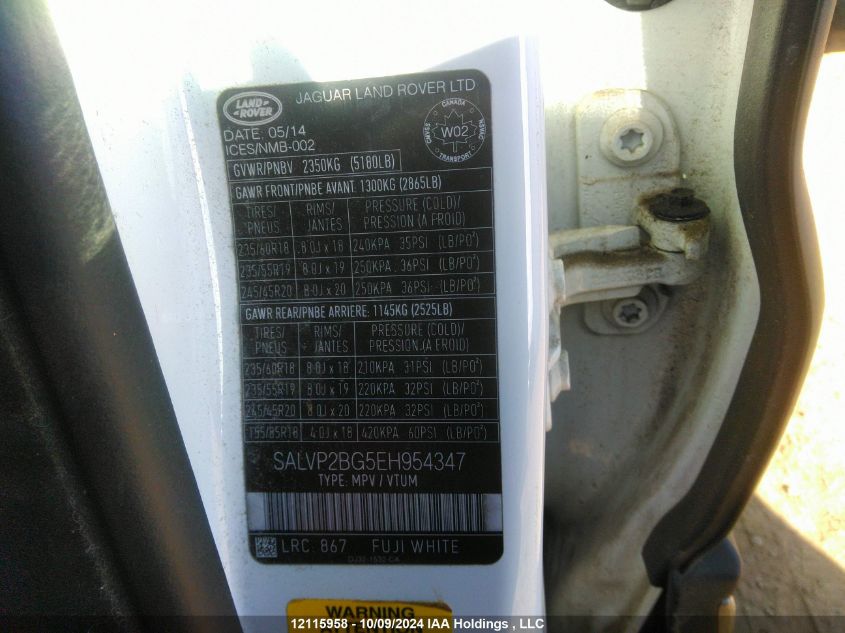 LAND ROVER
JAGUAR LAND ROVER LTD
DATE: 05/14
ICES/NMB-002
CANADA
W02
TRANSPORT
GVWR/PNBV 2350KG (5180LB)
GAWR FRONT/PNBE AVANT: 1300KG (2865LB)
TIRES/ PNEUS RIMS/ JANTES PRESSURE (COLD)/ PRESSION (A FROID)
235/60R18 8.0J x 18 240KPA 35PSI (LB/PO²)
235/55R19 8.0J x 19 250KPA 36PSI (LB/PO²)
245/45R20 8.0J x 20 250KPA 36PSI (LB/PO²)
GAWR REAR/PNBE ARRIERE: 1145KG (2525LB)
TIRES/ PNEUS RIMS/ JANTES PRESSURE (COLD)/ PRESSION (A FROID)
235/60R18 8.0J x 18 210KPA 31PSI (LB/PO²)
235/55R19 8.0J x 19 220KPA 32PSI (LB/PO²)
245/45R20 8.0J x 20 220KPA 32PSI (LB/PO²)
T155/85R18 4.0J x 18 420KPA 60PSI (LB/PO²)
SALVP2BG5EH954347
TYPE: MPV / VTUM
LRC: 867 FUJI WHITE
WARNING
ATTENTION
12115958 - 10/09/2024 IAA Holdings , LLC